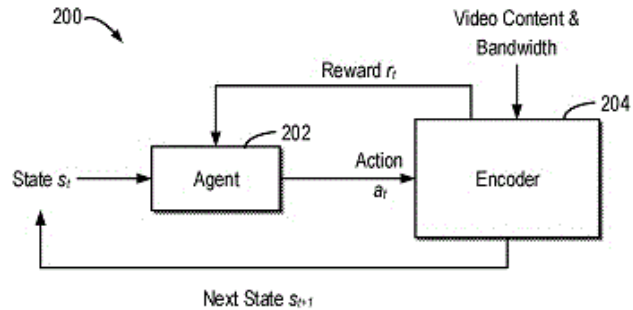 200
Video Content &
Bandwidth
Reward rₜ
202
204
State sₜ
Agent
Action
aₜ
Encoder
Next State sₜ₊₁